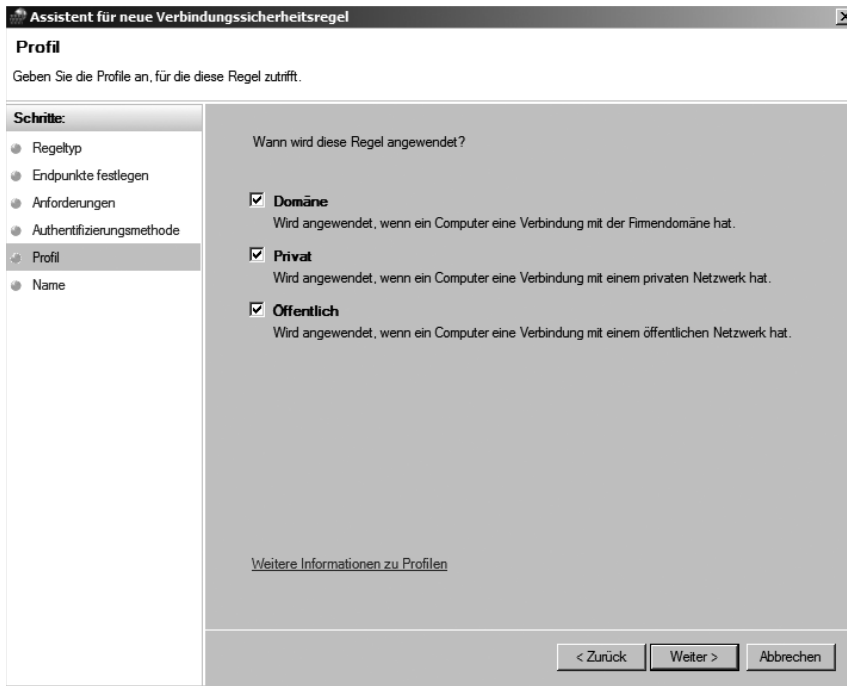 Assistent für neue Verbindungssicherheitsregel
Profil
Geben Sie die Profile an, für die diese Regel zutrifft.
Schritte:
Regeltyp
Endpunkte festlegen
Anforderungen
Authentifizierungsmethode
Profil
Name
Wann wird diese Regel angewendet?
Domäne
Wird angewendet, wenn ein Computer eine Verbindung mit der Firmendomäne hat.
Privat
Wird angewendet, wenn ein Computer eine Verbindung mit einem privaten Netzwerk hat.
Öffentlich
Wird angewendet, wenn ein Computer eine Verbindung mit einem öffentlichen Netzwerk hat.
Weitere Informationen zu Profilen
< Zurück Weiter > Abbrechen